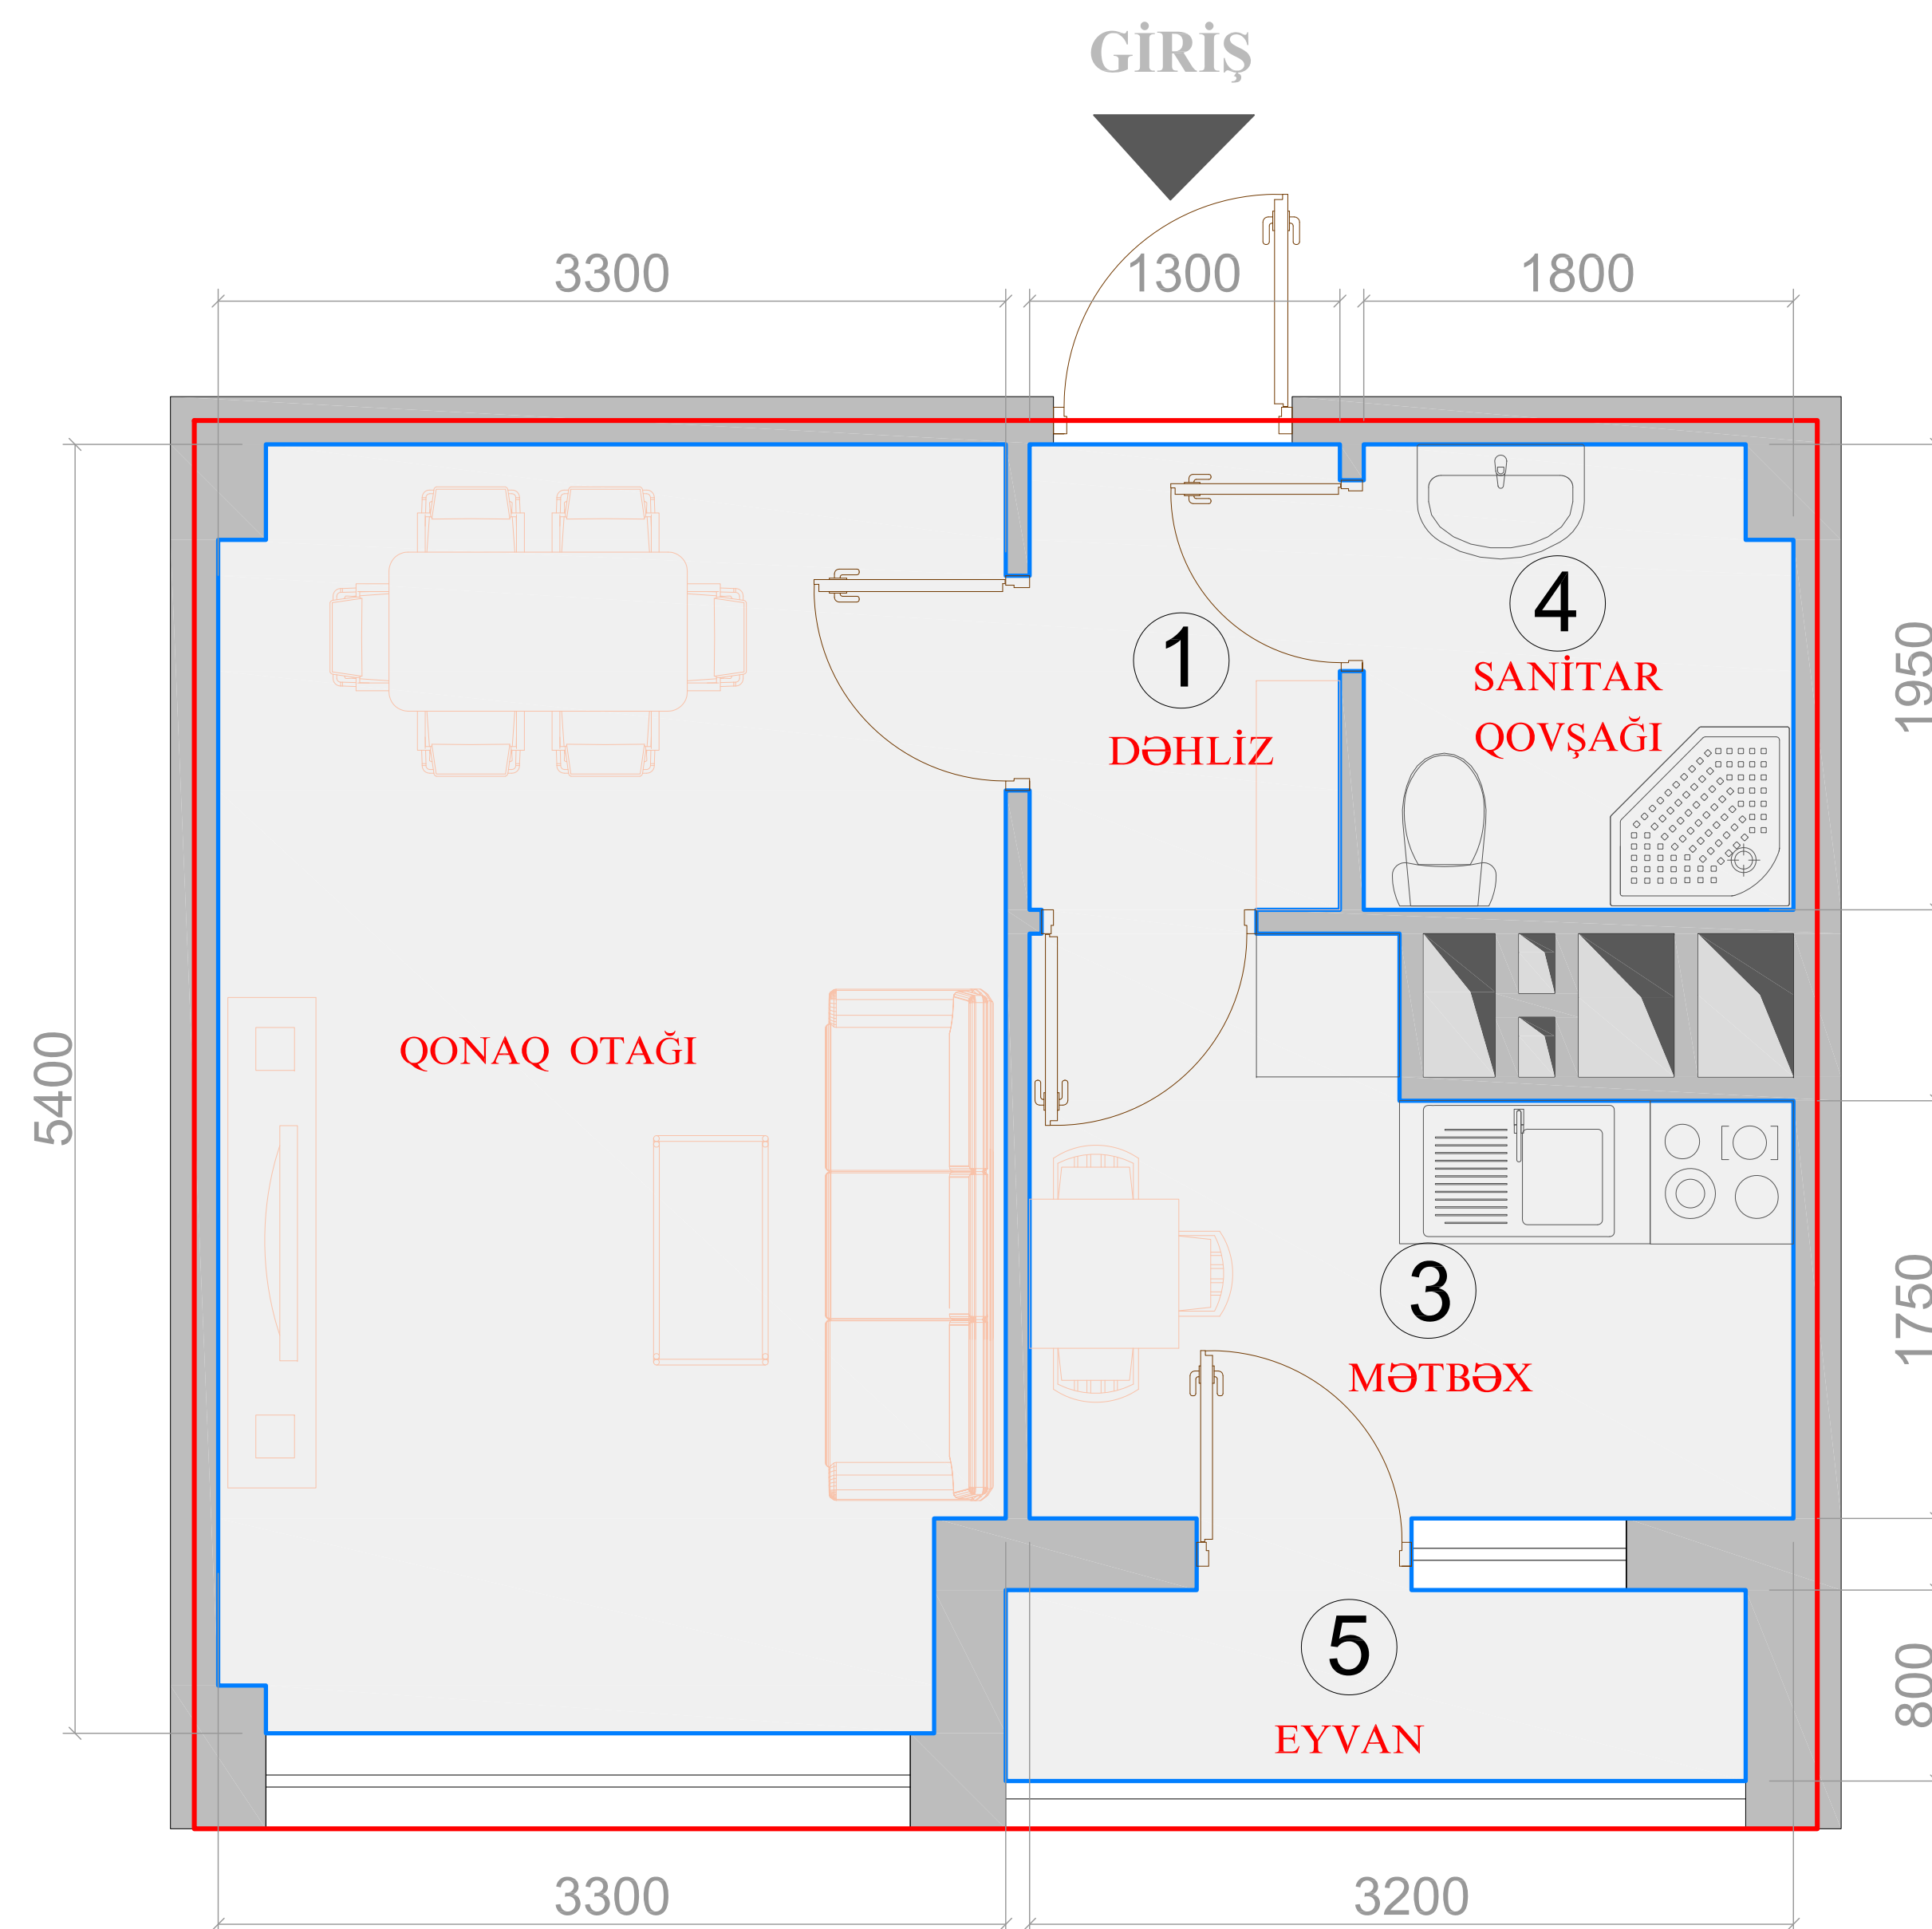 GİRİŞ
3300
1300
1800
4
SANİTAR
QOVŞAĞI
1
DƏHLİZ
1950
QONAQ OTAĞI
5400
3
MƏTBƏX
1750
5
EYVAN
800
3300
3200